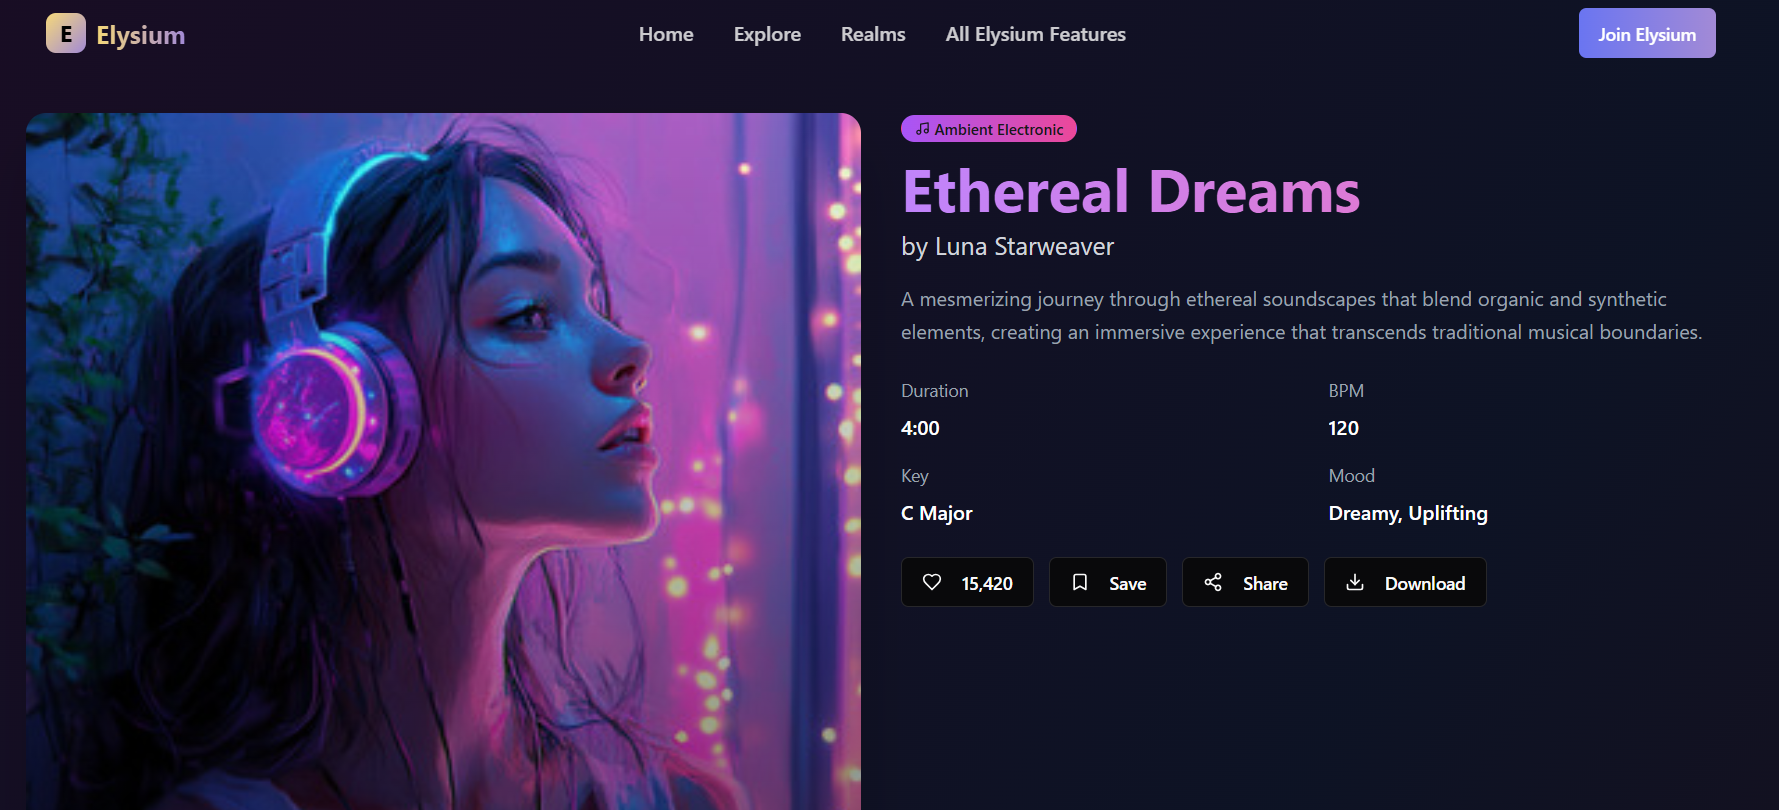 E Elysium
Home
Explore
Realms
All Elysium Features
Join Elysium
Ambient Electronic
Ethereal Dreams
by Luna Starweaver
A mesmerizing journey through ethereal soundscapes that blend organic and synthetic
elements, creating an immersive experience that transcends traditional musical boundaries.
Duration
4:00
BPM
120
Key
C Major
Mood
Dreamy, Uplifting
15,420
Save
Share
Download